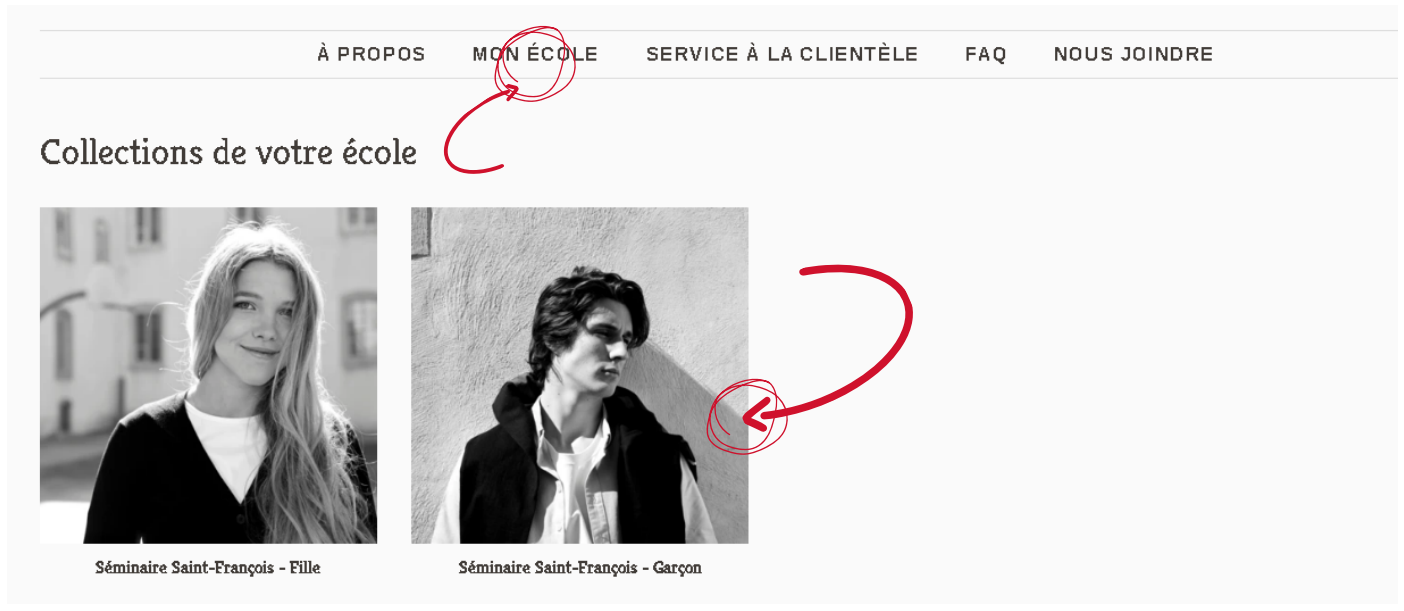 À PROPOS MON ÉCOLE SERVICE À LA CLIENTÈLE FAQ NOUS JOINDRE
Collections de votre école
Séminaire Saint-François - Fille
Séminaire Saint-François - Garçon